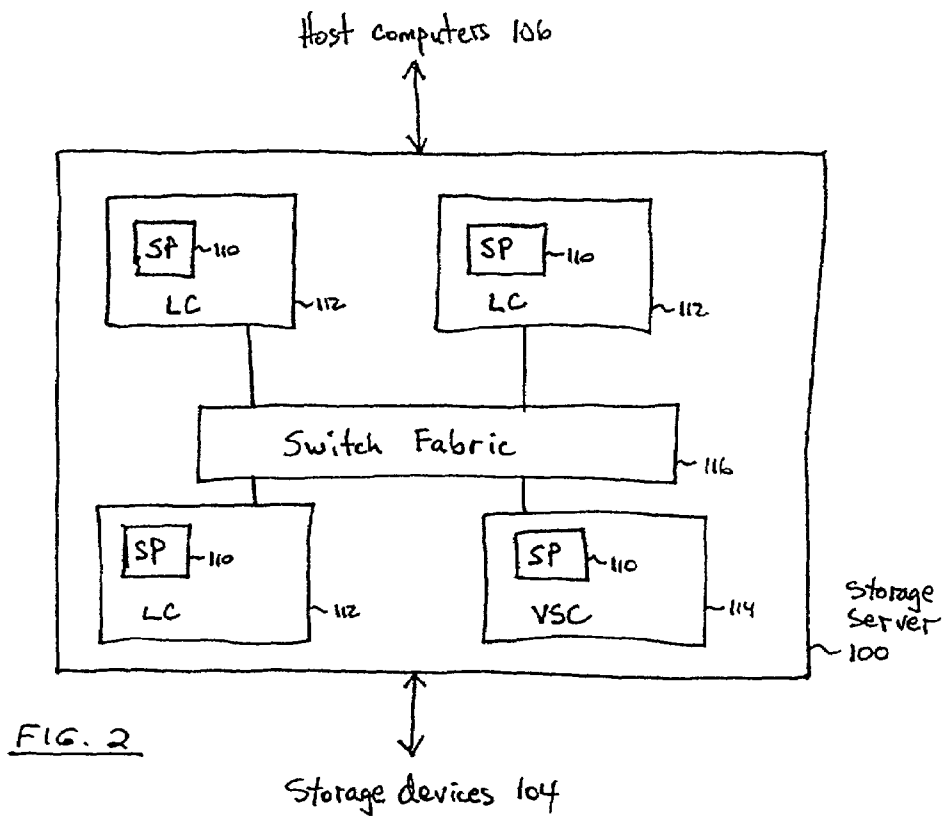 Host computers 106
SP 110
LC 112
SP 110
LC 112
Switch Fabric 116
SP 110
LC 112
SP 110
VSC 114
Storage
Server
100
FIG. 2
Storage devices 104